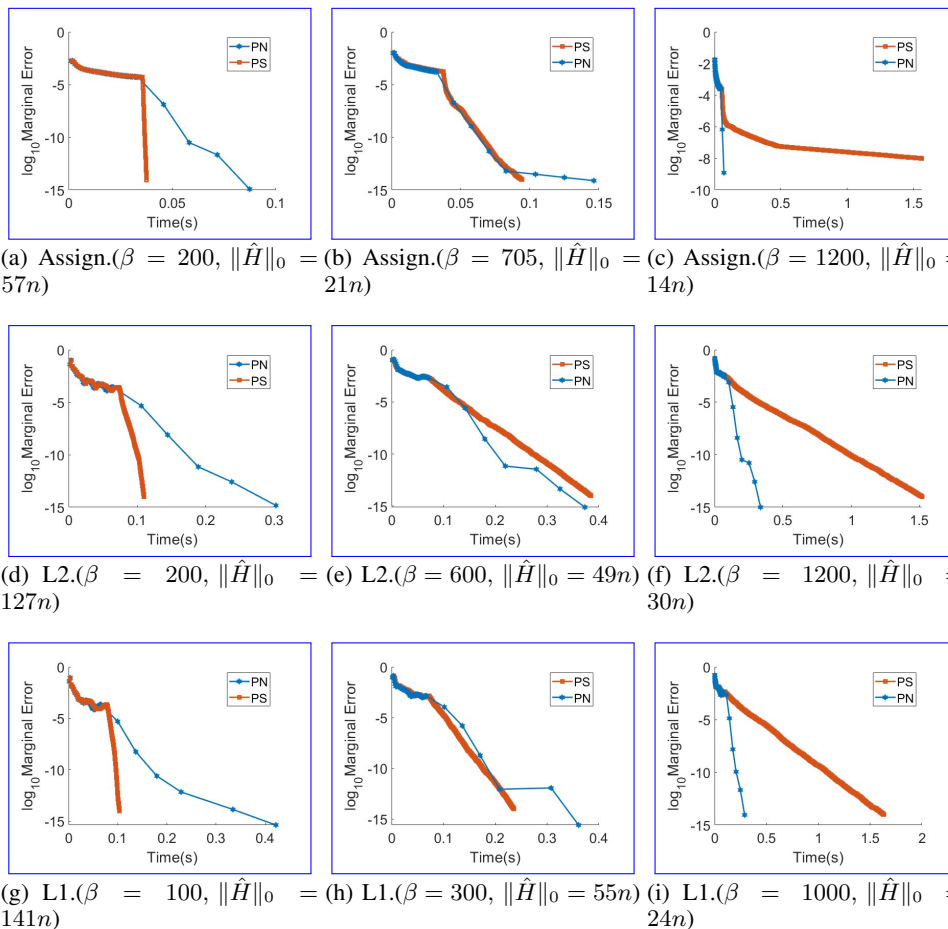 0
-5
-10
-15
log10Marginal Error
PN
PS
0 0.05 0.1
Time(s)
0
-5
-10
-15
log10Marginal Error
PS
PN
0 0.05 0.1 0.15
Time(s)
0
-2
-4
-6
-8
-10
log10Marginal Error
PS
PN
0 0.5 1 1.5
Time(s)
(a) Assign.(β = 200, ‖Ĥ‖₀ =
57n)
(b) Assign.(β = 705, ‖Ĥ‖₀ =
21n)
(c) Assign.(β = 1200, ‖Ĥ‖₀ =
14n)
0
-5
-10
-15
log10Marginal Error
PN
PS
0 0.1 0.2 0.3
Time(s)
0
-5
-10
-15
log10Marginal Error
PS
PN
0 0.1 0.2 0.3 0.4
Time(s)
0
-5
-10
-15
log10Marginal Error
PS
PN
0 0.5 1 1.5
Time(s)
(d) L2.(β = 200, ‖Ĥ‖₀ =
127n)
(e) L2.(β = 600, ‖Ĥ‖₀ = 49n)
(f) L2.(β = 1200, ‖Ĥ‖₀ =
30n)
0
-5
-10
-15
log10Marginal Error
PN
PS
0 0.1 0.2 0.3 0.4
Time(s)
0
-5
-10
-15
log10Marginal Error
PS
PN
0 0.1 0.2 0.3 0.4
Time(s)
0
-5
-10
-15
log10Marginal Error
PS
PN
0 0.5 1 1.5 2
Time(s)
(g) L1.(β = 100, ‖Ĥ‖₀ =
141n)
(h) L1.(β = 300, ‖Ĥ‖₀ = 55n)
(i) L1.(β = 1000, ‖Ĥ‖₀ =
24n)